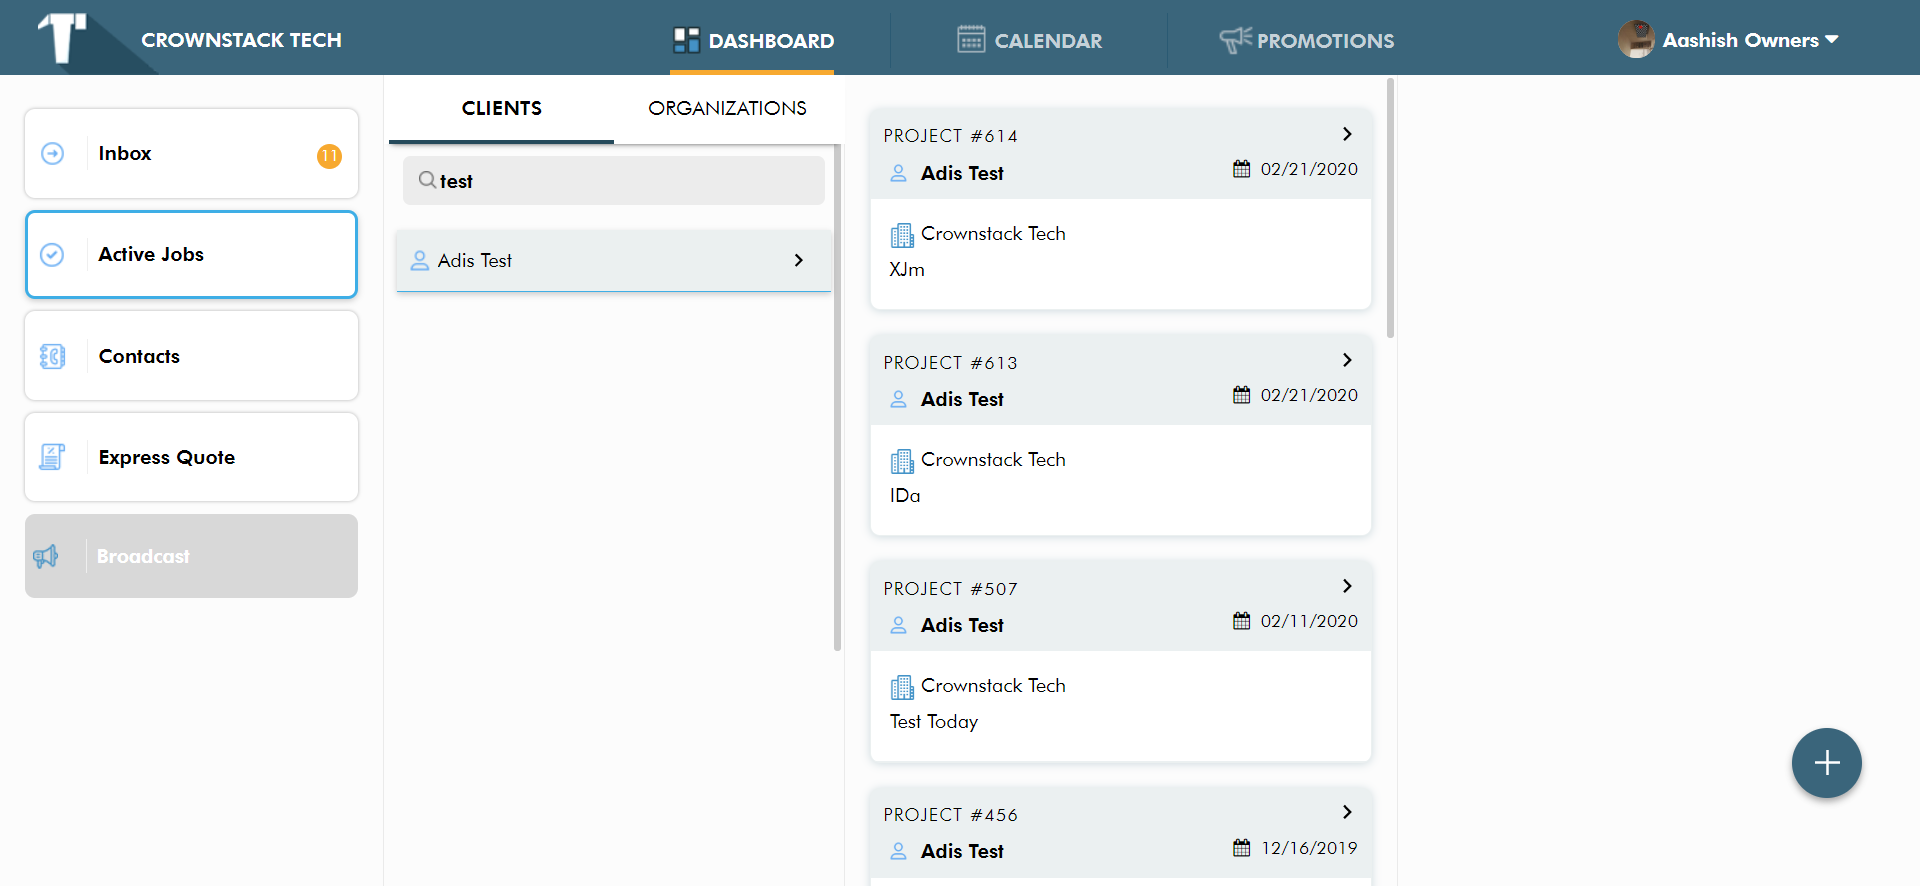 CROWNSTACK TECH
DASHBOARD
CALENDAR
PROMOTIONS
Aashish Owners
Inbox
11
Active Jobs
Contacts
Express Quote
Broadcast
CLIENTS
ORGANIZATIONS
test
Adis Test
PROJECT #614
Adis Test
02/21/2020
Crownstack Tech
XJm
PROJECT #613
Adis Test
02/21/2020
Crownstack Tech
IDa
PROJECT #507
Adis Test
02/11/2020
Crownstack Tech
Test Today
PROJECT #456
Adis Test
12/16/2019